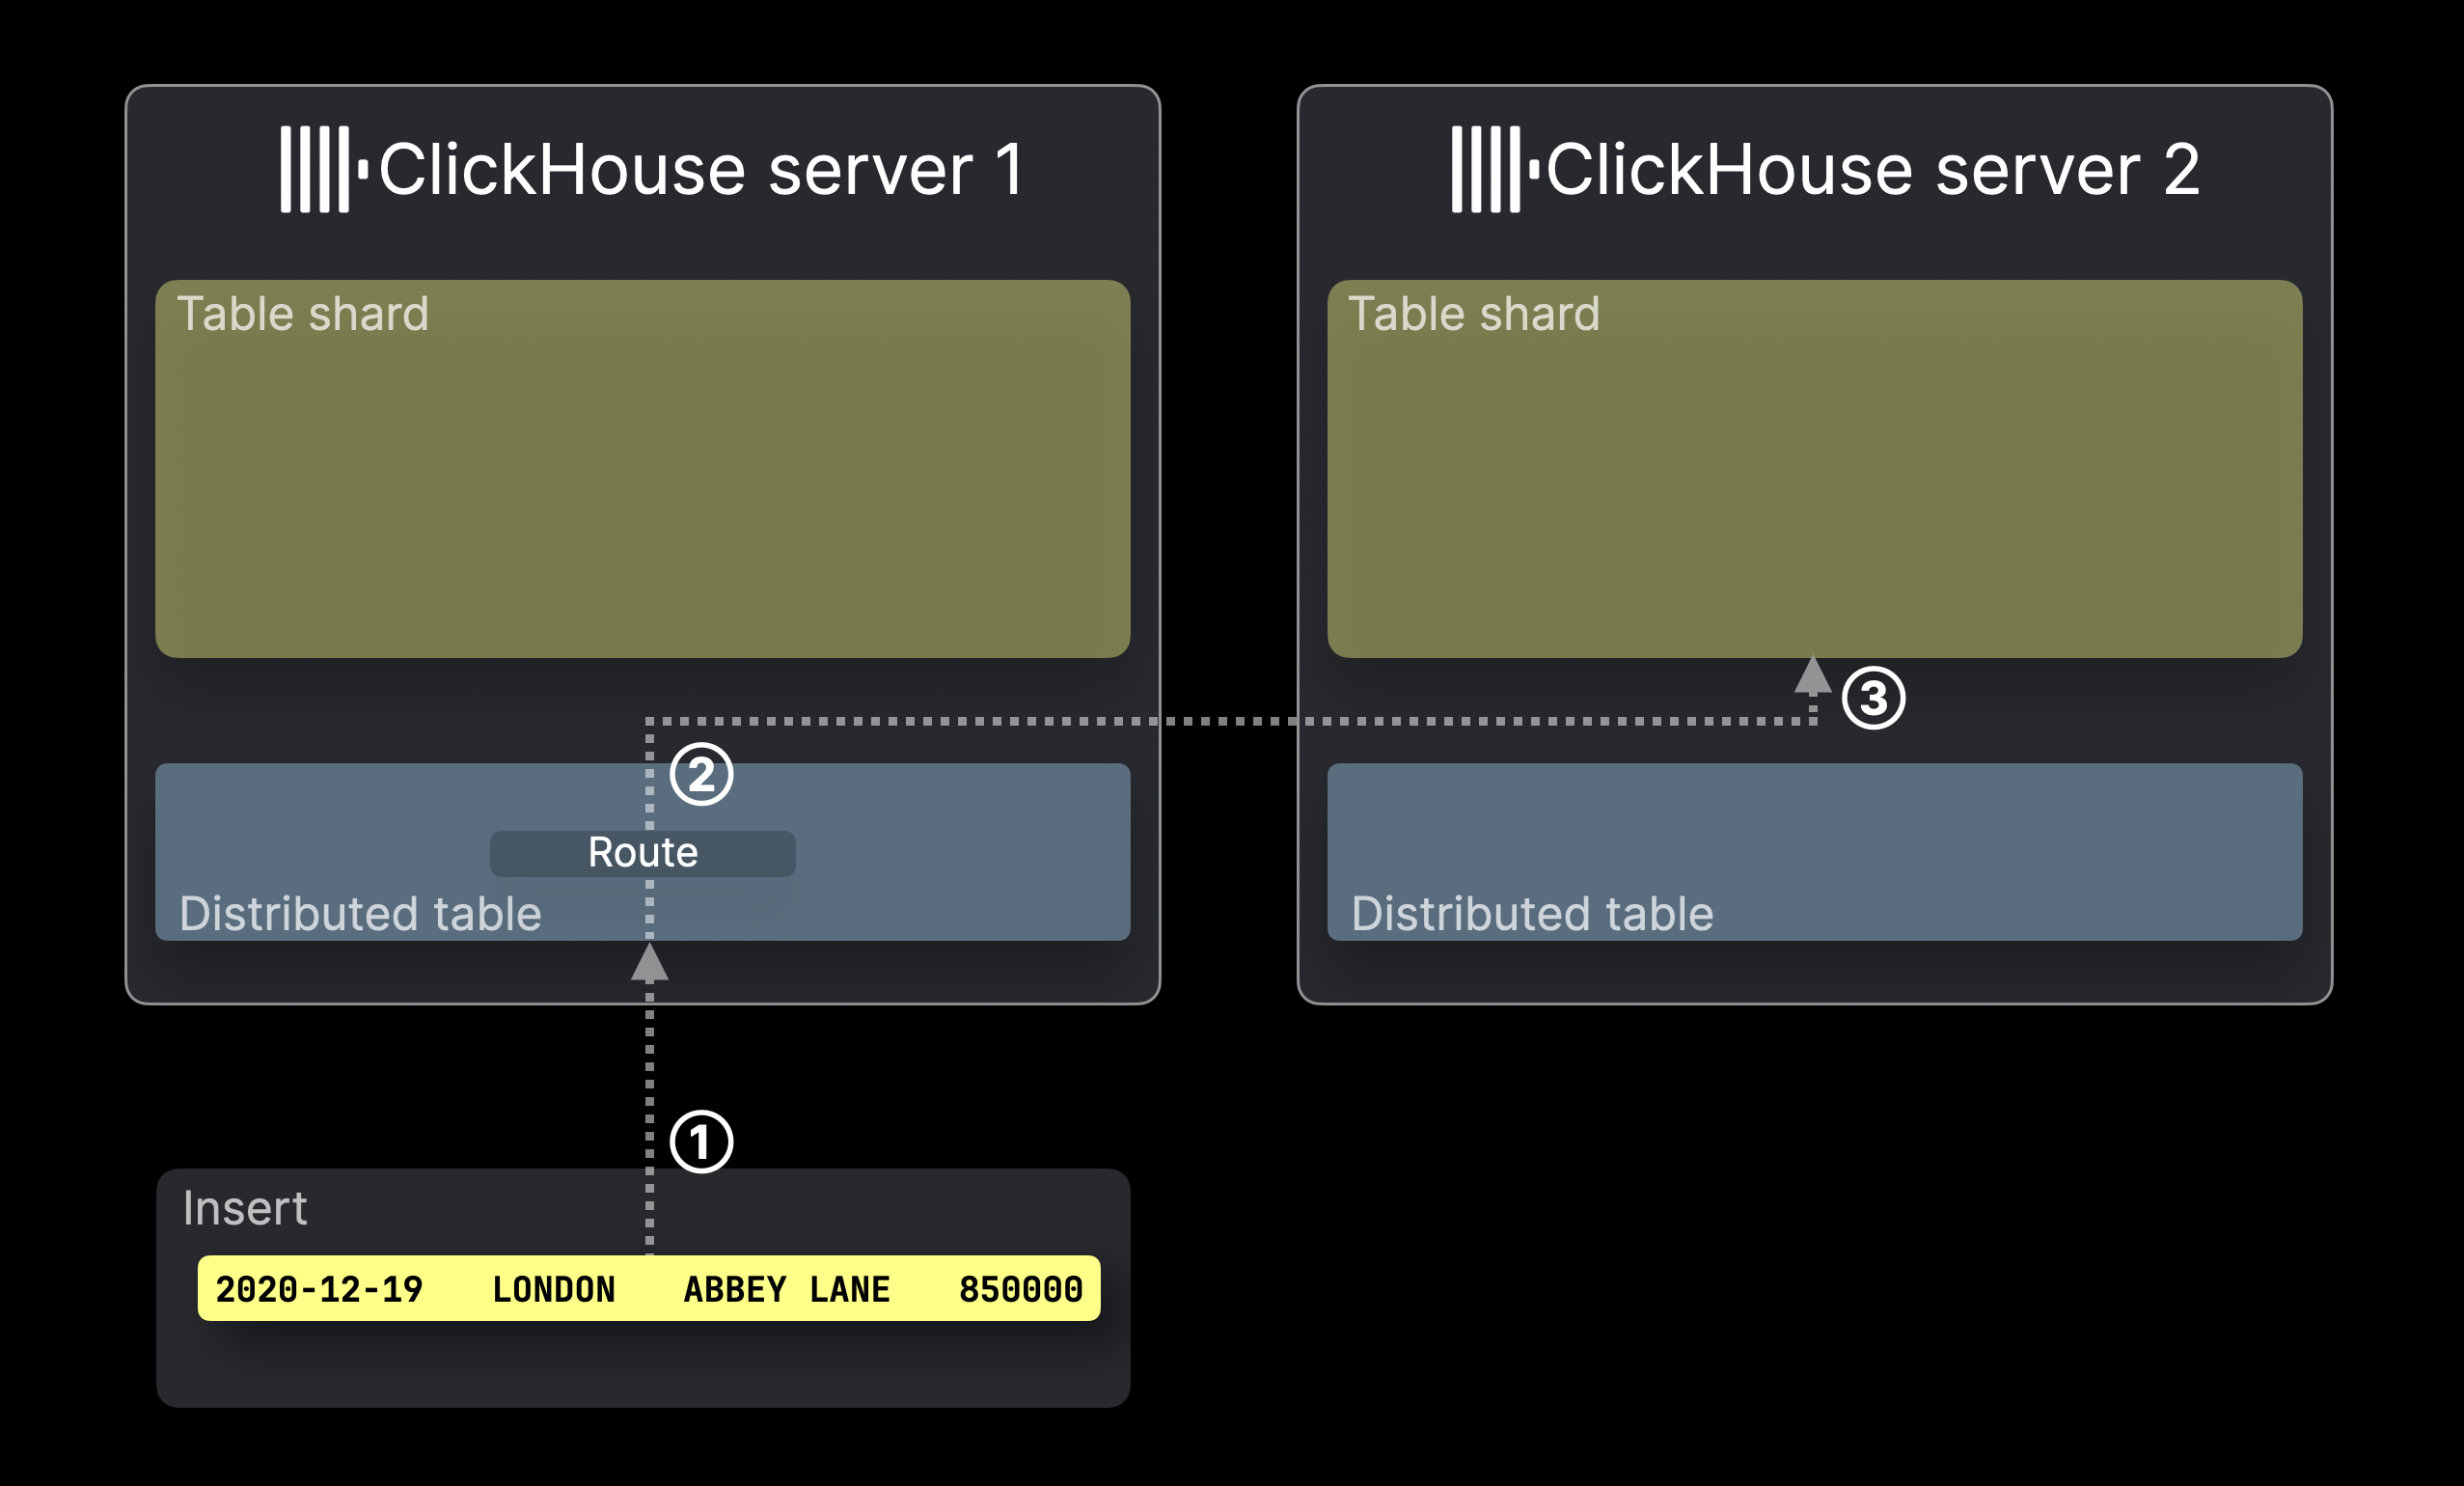 ClickHouse server 1
Table shard
②
Route
Distributed table
①
Insert
2020-12-19 LONDON ABBEY LANE 850000
ClickHouse server 2
Table shard
③
Distributed table